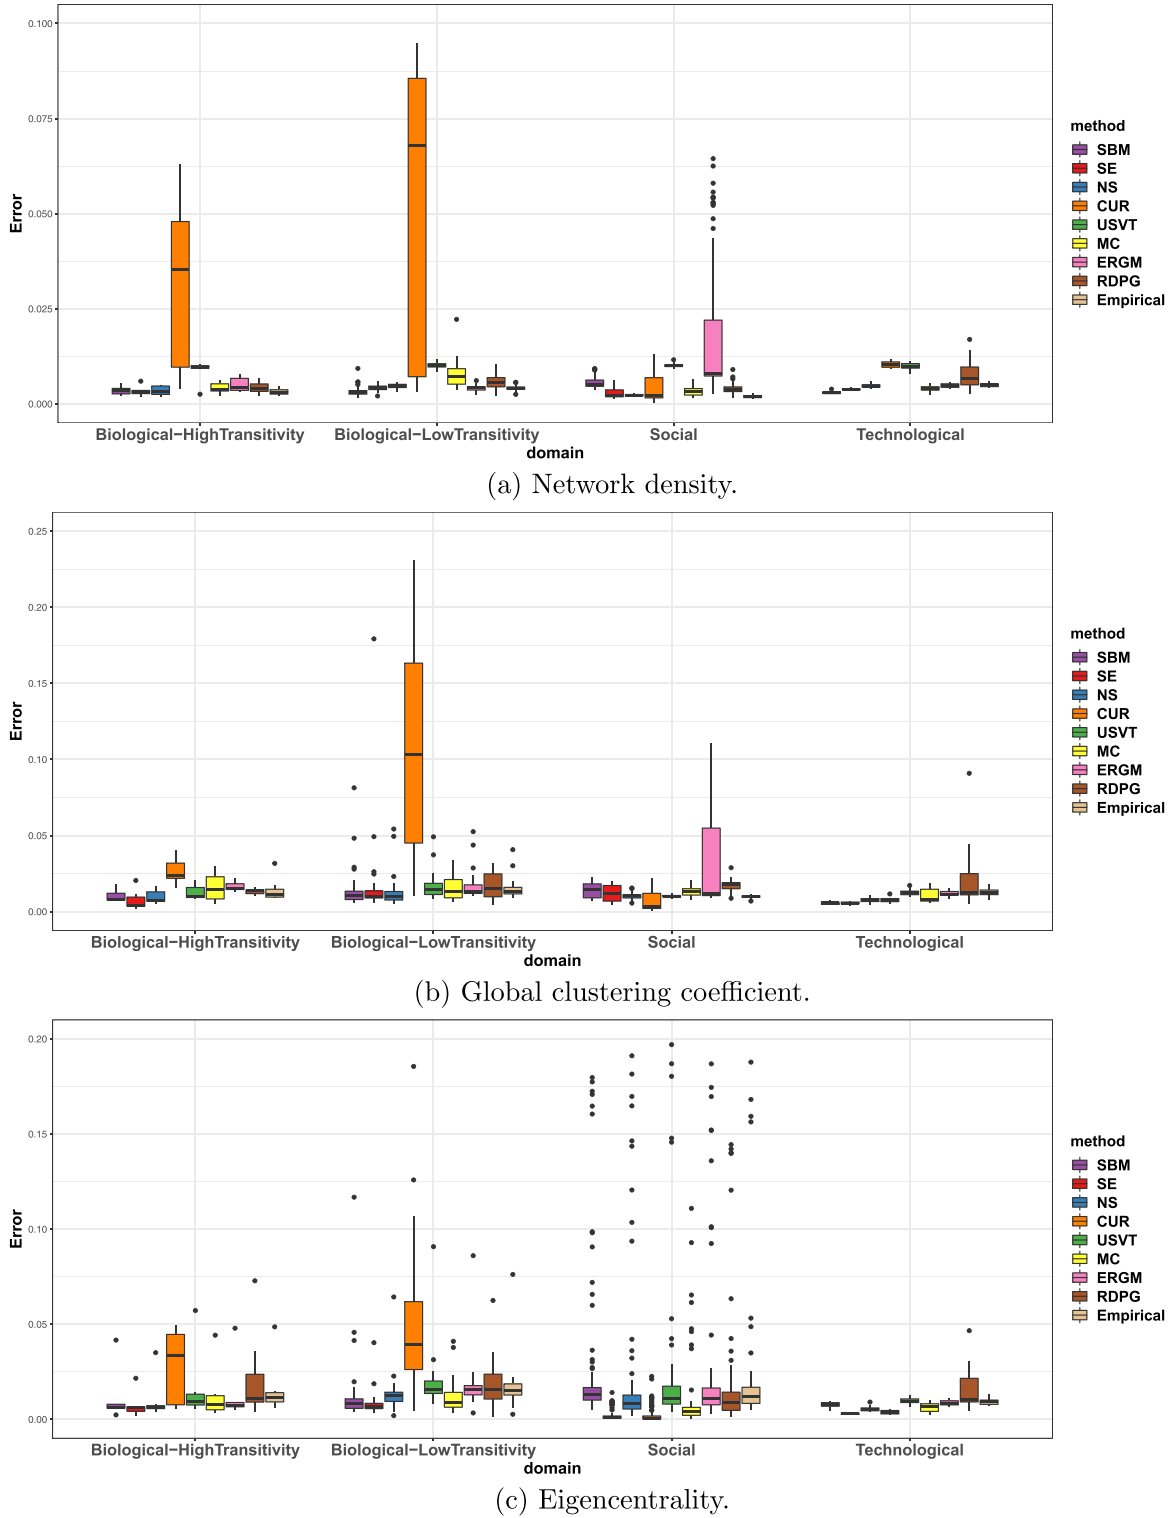 0.100
0.075
0.050
0.025
0.000
Error
Biological−HighTransitivity
Biological−LowTransitivity
Social
Technological
domain
method
SBM
SE
NS
CUR
USVT
MC
ERGM
RDPG
Empirical
(a) Network density.
0.25
0.20
0.15
0.10
0.05
0.00
Error
Biological−HighTransitivity
Biological−LowTransitivity
Social
Technological
domain
method
SBM
SE
NS
CUR
USVT
MC
ERGM
RDPG
Empirical
(b) Global clustering coefficient.
0.20
0.15
0.10
0.05
0.00
Error
Biological−HighTransitivity
Biological−LowTransitivity
Social
Technological
domain
method
SBM
SE
NS
CUR
USVT
MC
ERGM
RDPG
Empirical
(c) Eigencentrality.